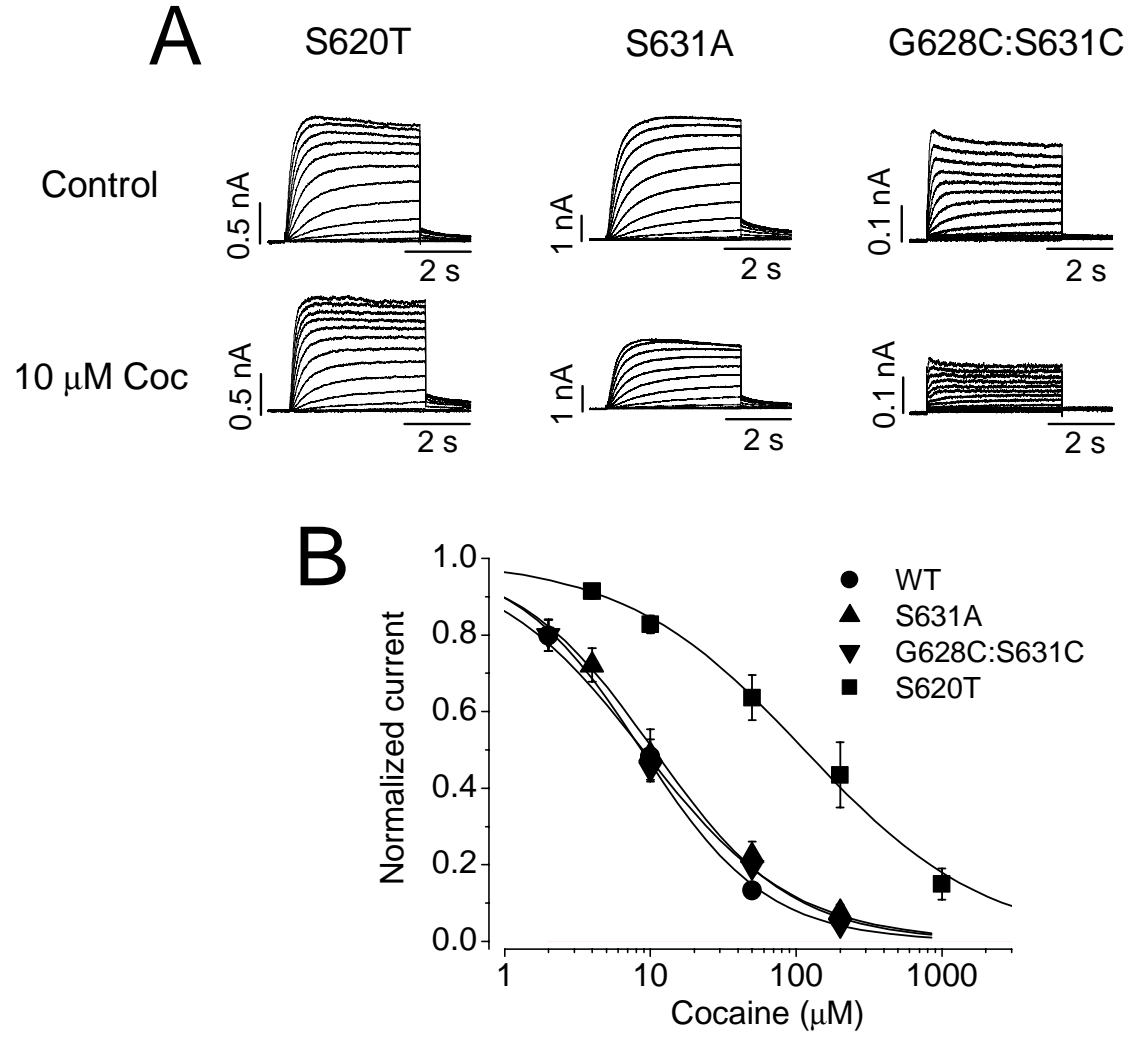 A
S620T S631A G628C:S631C
Control
0.5 nA
1 nA
0.1 nA
2 s 2 s 2 s
10 μM Coc
0.5 nA
1 nA
0.1 nA
2 s 2 s 2 s
B
WT
S631A
G628C:S631C
S620T
Normalized current
1.0
0.8
0.6
0.4
0.2
0.0
1 10 100 1000
Cocaine (μM)